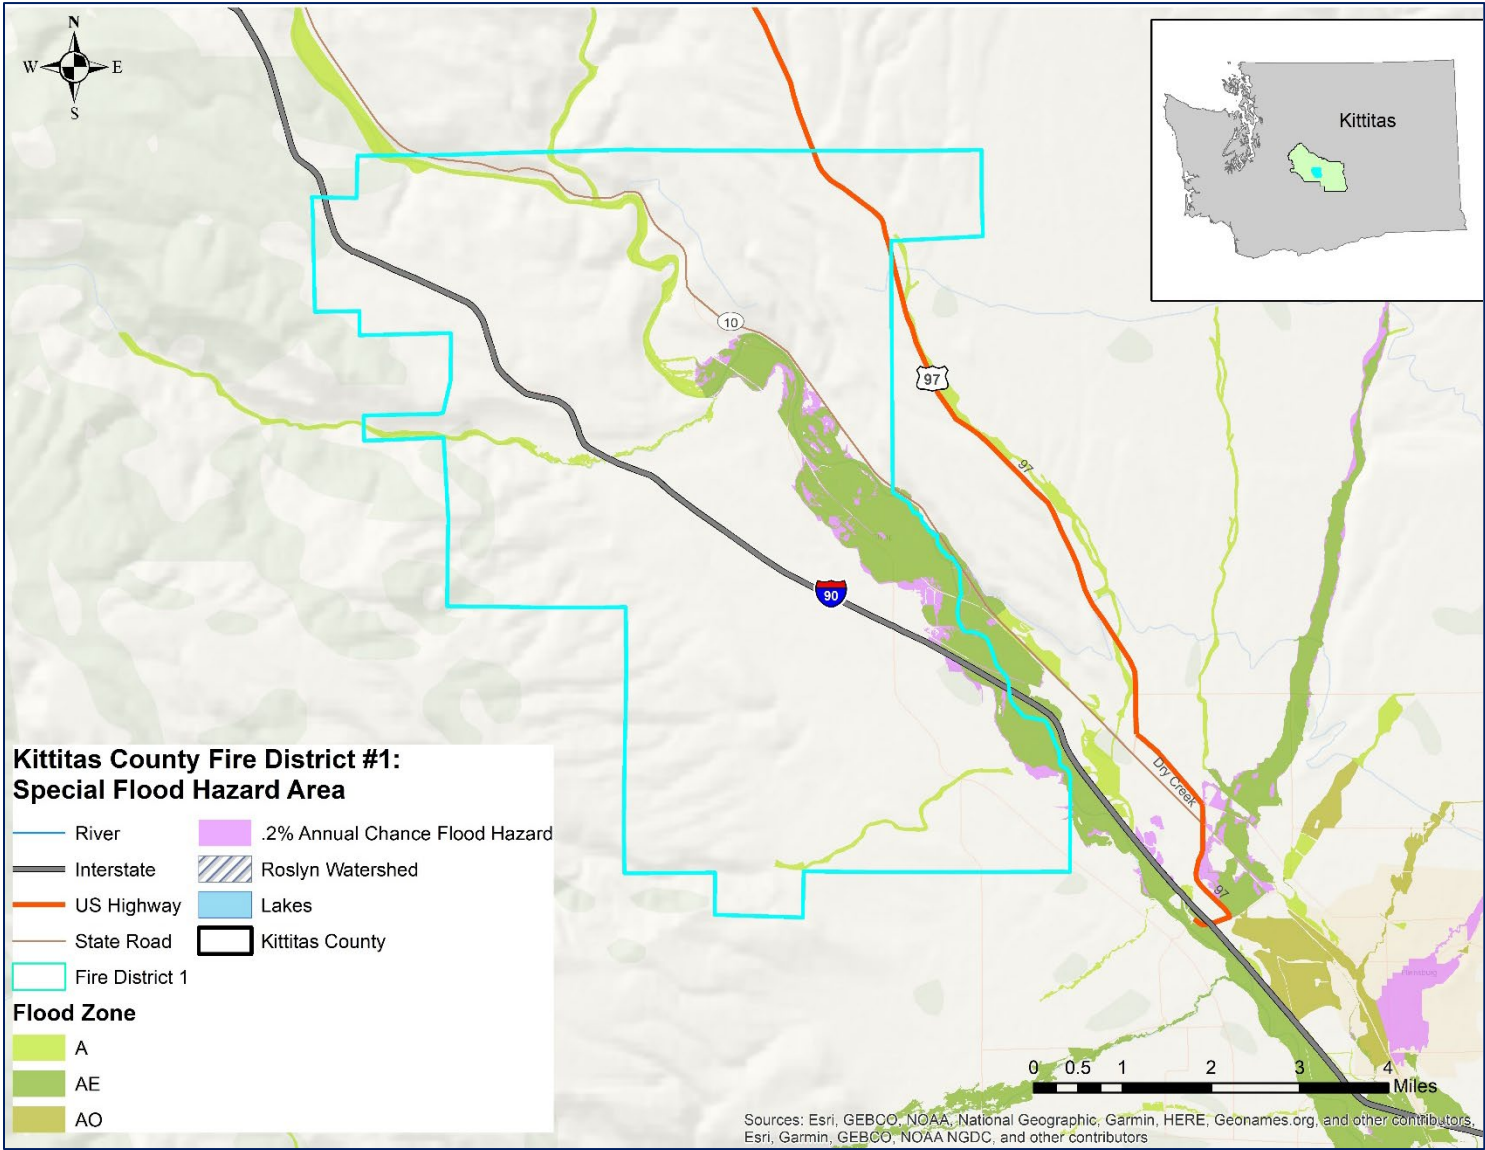 N
W E
S
Kittitas
10
97
97
90
Dry Creek
97
Kittitas County Fire District #1:
Special Flood Hazard Area
River
Interstate
US Highway
State Road
Fire District 1
.2% Annual Chance Flood Hazard
Roslyn Watershed
Lakes
Kittitas County
Flood Zone
A
AE
AO
0 0.5 1 2 3 4
Miles
Sources: Esri, GEBCO, NOAA, National Geographic, Garmin, HERE, Geonames.org, and other contributors,
Esri, Garmin, GEBCO, NOAA NGDC, and other contributors